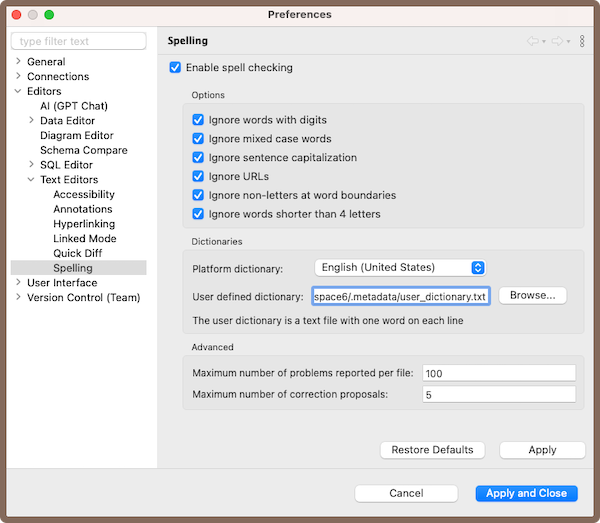 Preferences
type filter text
General
Connections
Editors
AI (GPT Chat)
Data Editor
Diagram Editor
Schema Compare
SQL Editor
Text Editors
Accessibility
Annotations
Hyperlinking
Linked Mode
Quick Diff
Spelling
User Interface
Version Control (Team)
Spelling
Enable spell checking
Options
Ignore words with digits
Ignore mixed case words
Ignore sentence capitalization
Ignore URLs
Ignore non-letters at word boundaries
Ignore words shorter than 4 letters
Dictionaries
Platform dictionary: English (United States)
User defined dictionary: space6/.metadata/user_dictionary.txt Browse...
The user dictionary is a text file with one word on each line
Advanced
Maximum number of problems reported per file: 100
Maximum number of correction proposals: 5
Restore Defaults Apply
Cancel Apply and Close